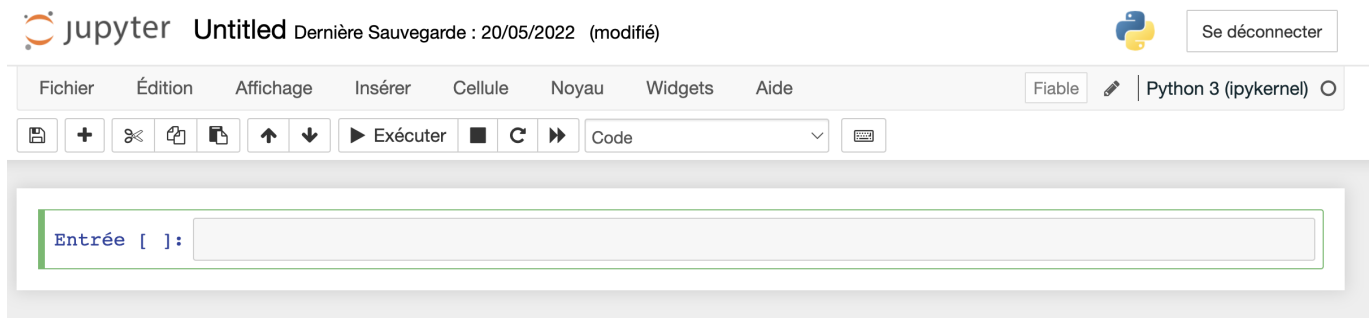 jupyter Untitled Dernière Sauvegarde : 20/05/2022 (modifié) Se déconnecter
Fichier Édition Affichage Insérer Cellule Noyau Widgets Aide Fiable Python 3 (ipykernel)
Exécuter Code
Entrée [ ]: